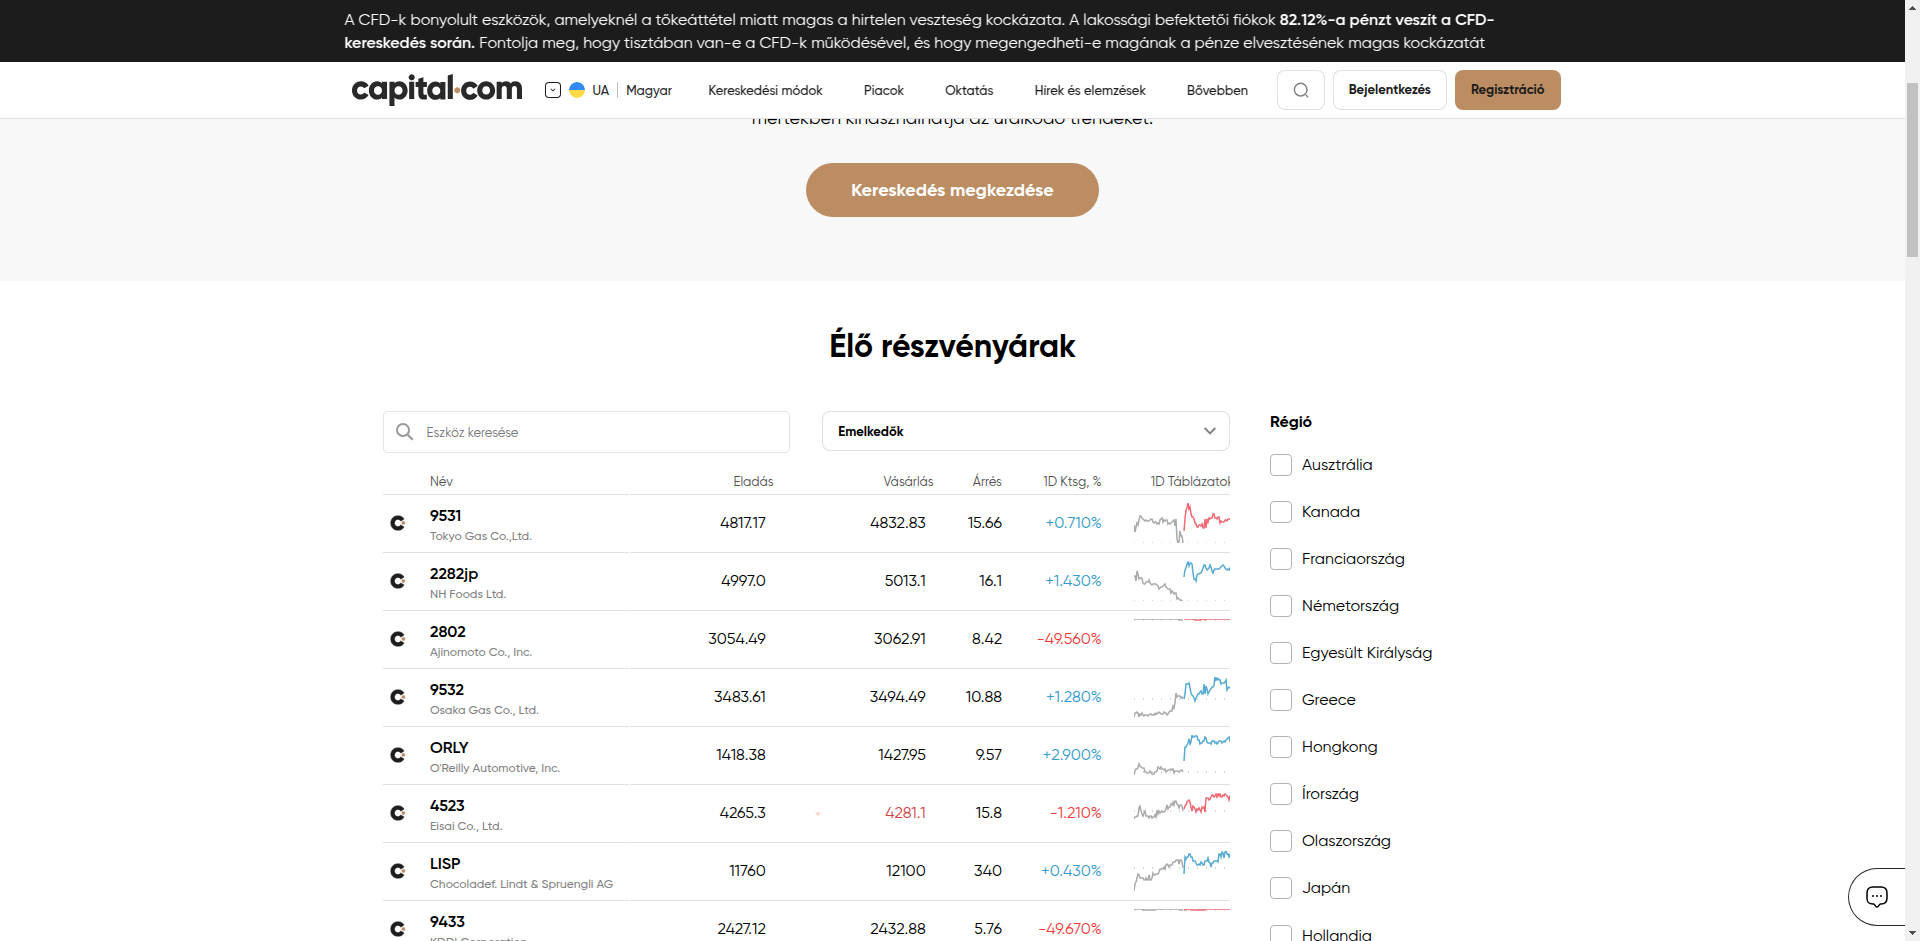 A CFD-k bonyolult eszközök, amelyeknél a tőkeáttétel miatt magas a hirtelen veszteség kockázata. A lakossági befektetői fiókok 82.12%-a pénzt veszít a CFD-
kereskedés során. Fontolja meg, hogy tisztában van-e a CFD-k működésével, és hogy megengedheti-e magának a pénze elvesztésének magas kockázatát
capital.com UA Magyar Kereskedési módok Piacok Oktatás Hírek és elemzések Bővebben Bejelentkezés Regisztráció
mértékben kihasználhatja az uralkodó trendeket.
Kereskedés megkezdése
Élő részvényárak
Eszköz keresése
Emelkedők
Név Eladás Vásárlás Árrés 1D Ktsg, % 1D Táblázatok
9531 4817.17 4832.83 15.66 +0.710%
Tokyo Gas Co.,Ltd.
2282jp 4997.0 5013.1 16.1 +1.430%
NH Foods Ltd.
2802 3054.49 3062.91 8.42 -49.560%
Ajinomoto Co., Inc.
9532 3483.61 3494.49 10.88 +1.280%
Osaka Gas Co., Ltd.
ORLY 1418.38 1427.95 9.57 +2.900%
O'Reilly Automotive, Inc.
4523 4265.3 4281.1 15.8 -1.210%
Eisai Co., Ltd.
LISP 11760 12100 340 +0.430%
Chocoladef. Lindt & Spruengli AG
9433 2427.12 2432.88 5.76 -49.670%
KDDI Corporation
Régió
Ausztrália
Kanada
Franciaország
Németország
Egyesült Királyság
Greece
Hongkong
Írország
Olaszország
Japán
Hollandia